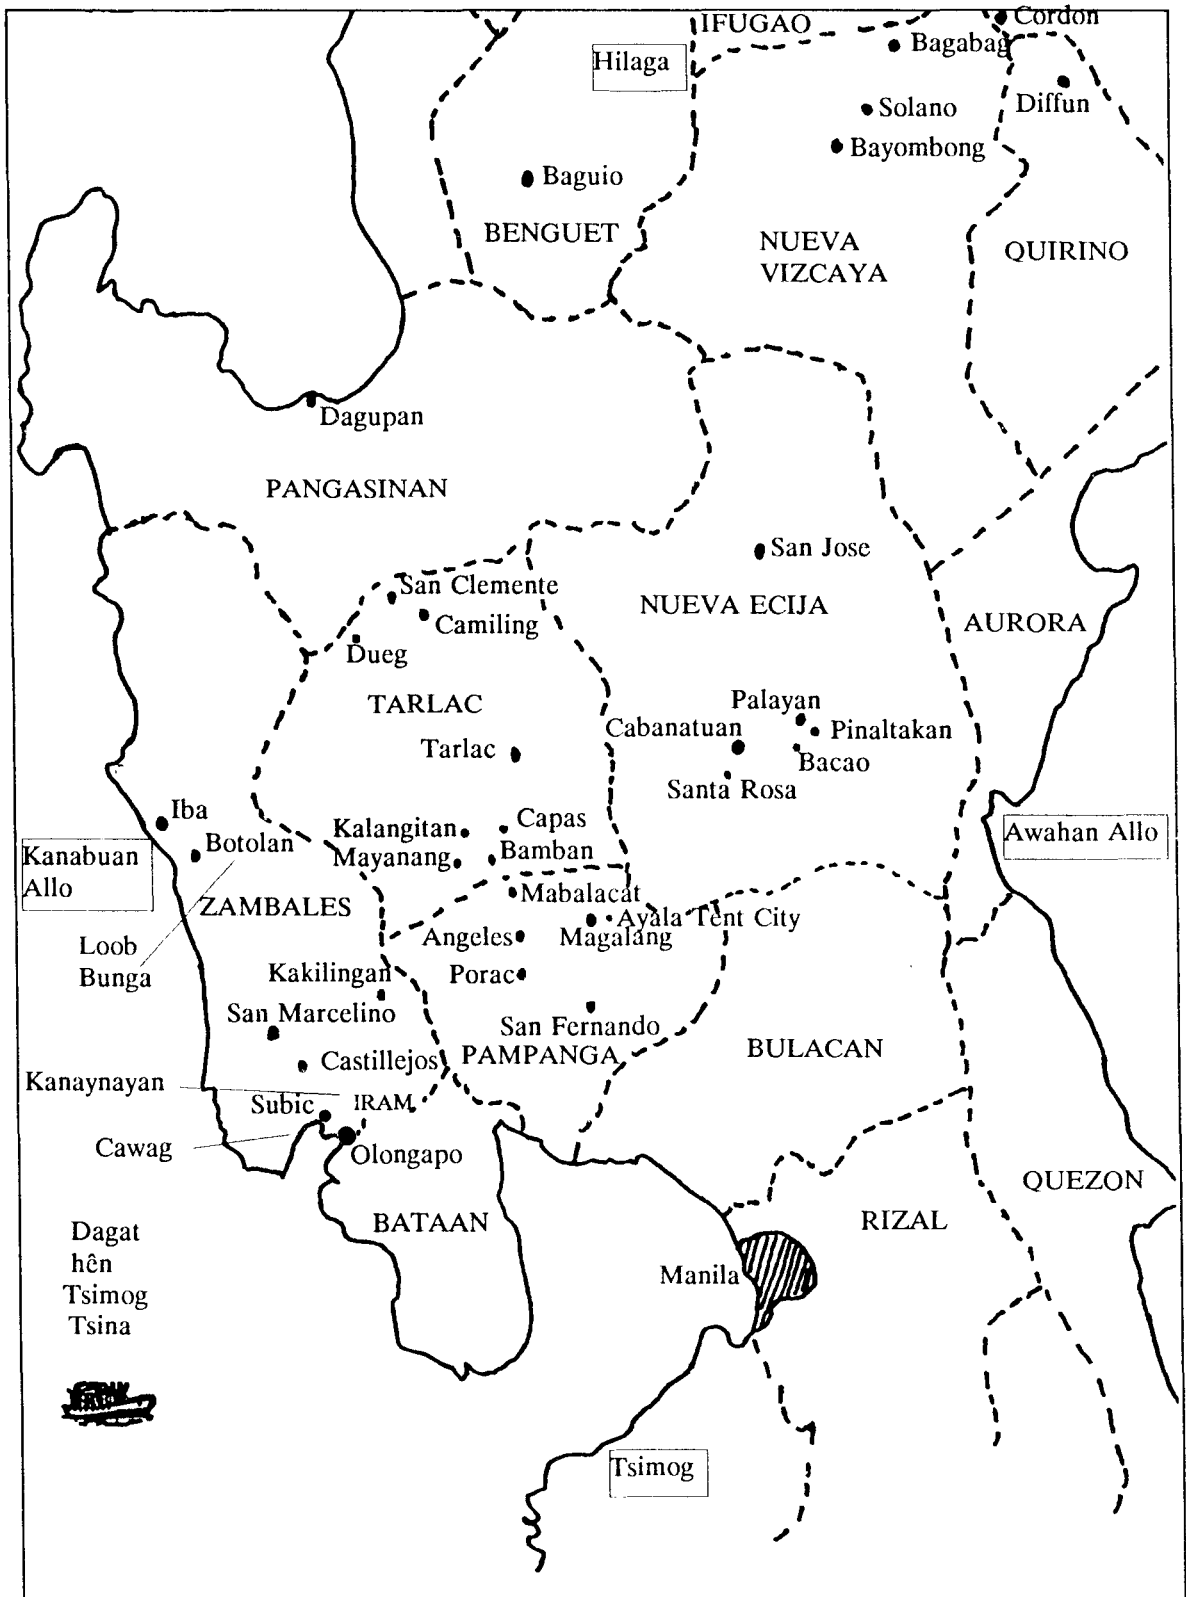 IFUGAO
Cordon
Hilaga
Bagabag
Diffun
Solano
Bayombong
Baguio
BENGUET
NUEVA
VIZCAYA
QUIRINO
Dagupan
PANGASINAN
San Jose
San Clemente
NUEVA ECIJA
Camiling
AURORA
Dueg
TARLAC
Palayan
Cabanatuan
Pinaltakan
Tarlac
Bacao
Santa Rosa
Iba
Kalangitan
Capas
Awahan Allo
Botolan
Mayanang
Bamban
Kanabuan
Allo
Mabalacat
ZAMBALES
Ayala Tent City
Angeles
Magalang
Loob
Bunga
Kakilingan
Porac
San Marcelino
San Fernando
BULACAN
Castillejos
PAMPANGA
Kanaynayan
Subic
IRAM
Cawag
Olongapo
QUEZON
BATAAN
RIZAL
Dagat
hên
Tsimog
Tsina
Manila
Tsimog